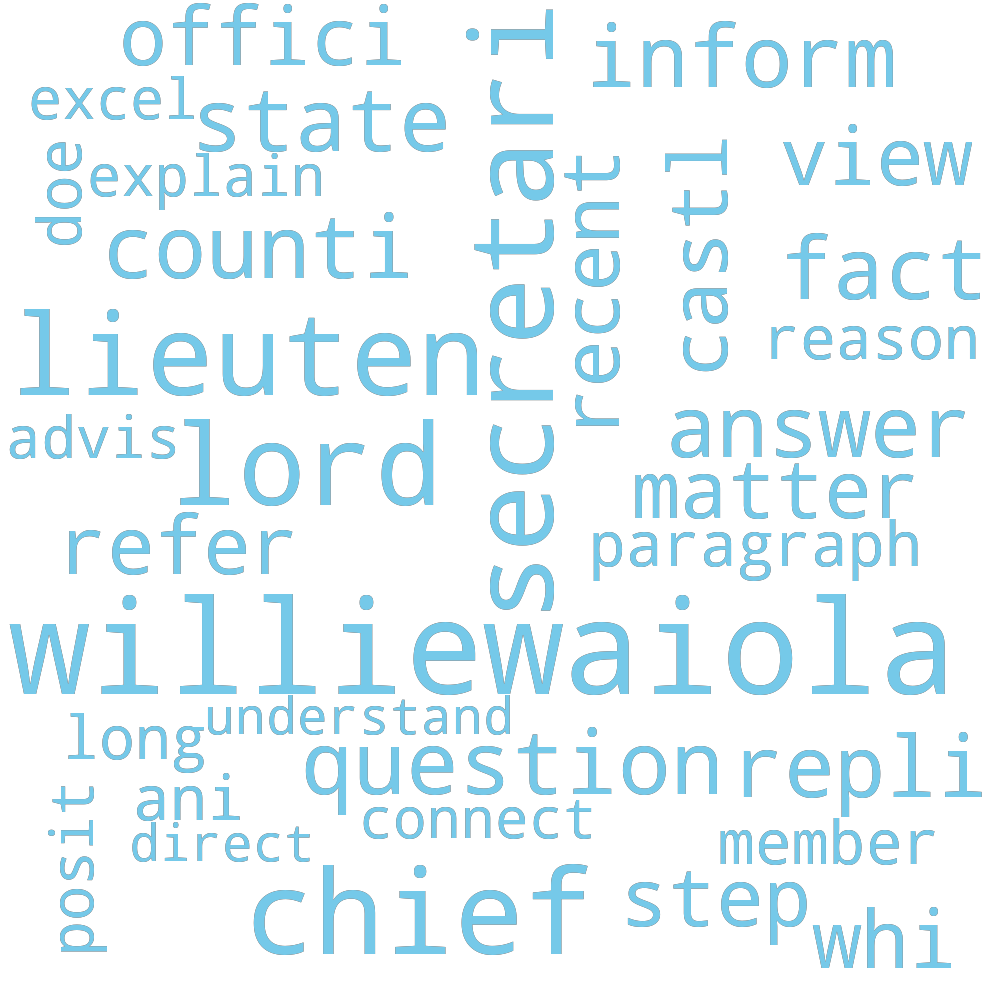 offici
secretari
inform
excel
state
doe
explain
recent
castl
view
counti
fact
lieuten
reason
advis
lord
answer
matter
refer
paragraph
williewaiola
long
understand
question
repli
posit
ani
connect
direct
member
chief
step
whi